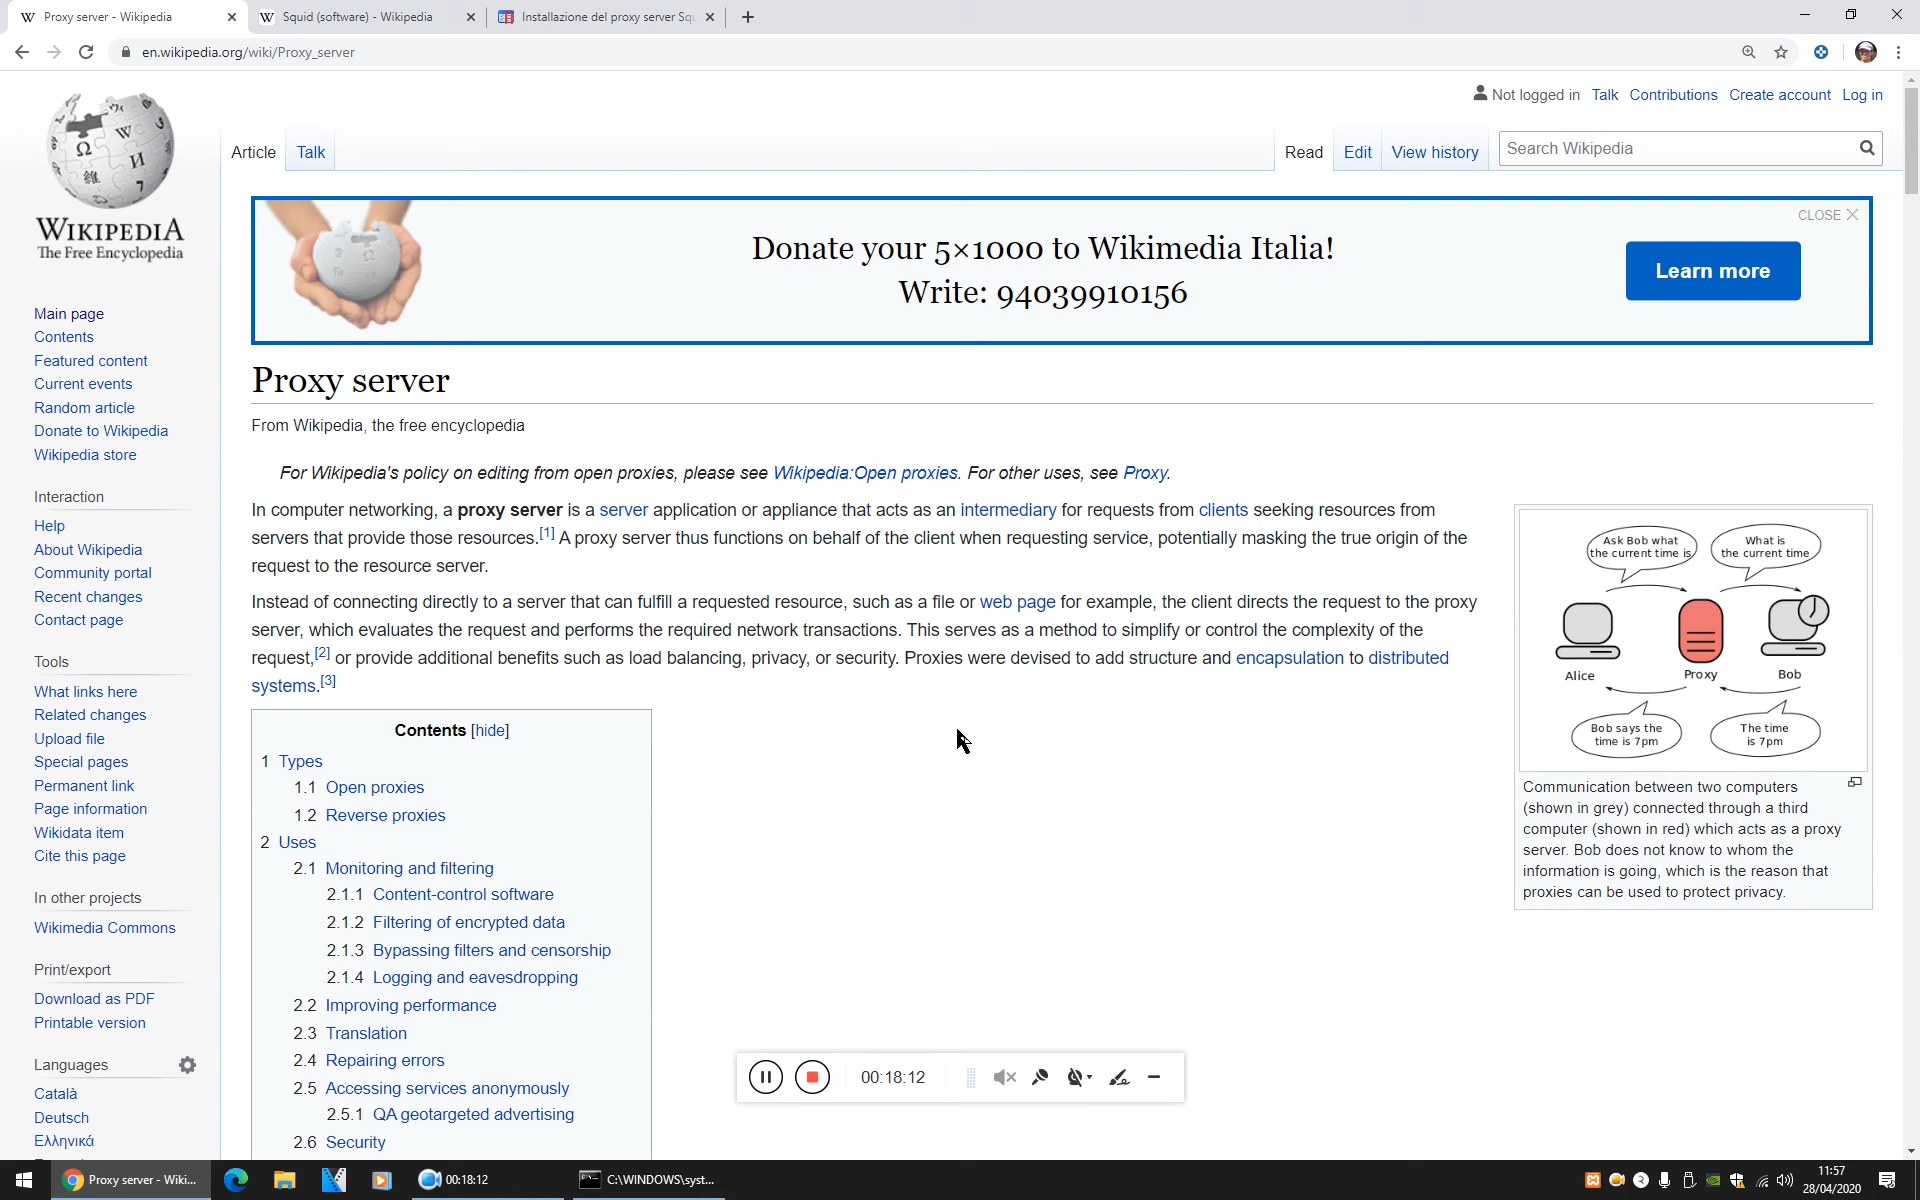 Proxy server - Wikipedia
Squid (software) - Wikipedia
Installazione del proxy server Squ
en.wikipedia.org/wiki/Proxy_server
Not logged in Talk Contributions Create account Log in
Article Talk
Read Edit View history Search Wikipedia
WIKIPEDIA
The Free Encyclopedia
Main page
Contents
Featured content
Current events
Random article
Donate to Wikipedia
Wikipedia store
Interaction
Help
About Wikipedia
Community portal
Recent changes
Contact page
Tools
What links here
Related changes
Upload file
Special pages
Permanent link
Page information
Wikidata item
Cite this page
In other projects
Wikimedia Commons
Print/export
Download as PDF
Printable version
Languages
Català
Deutsch
Ελληνικά
CLOSE
Donate your 5×1000 to Wikimedia Italia!
Write: 94039910156
Learn more
Proxy server
From Wikipedia, the free encyclopedia
For Wikipedia's policy on editing from open proxies, please see Wikipedia:Open proxies. For other uses, see Proxy.
In computer networking, a proxy server is a server application or appliance that acts as an intermediary for requests from clients seeking resources from
servers that provide those resources.[1] A proxy server thus functions on behalf of the client when requesting service, potentially masking the true origin of the
request to the resource server.
Instead of connecting directly to a server that can fulfill a requested resource, such as a file or web page for example, the client directs the request to the proxy
server, which evaluates the request and performs the required network transactions. This serves as a method to simplify or control the complexity of the
request,[2] or provide additional benefits such as load balancing, privacy, or security. Proxies were devised to add structure and encapsulation to distributed
systems.[3]
Contents [hide]
1 Types
1.1 Open proxies
1.2 Reverse proxies
2 Uses
2.1 Monitoring and filtering
2.1.1 Content-control software
2.1.2 Filtering of encrypted data
2.1.3 Bypassing filters and censorship
2.1.4 Logging and eavesdropping
2.2 Improving performance
2.3 Translation
2.4 Repairing errors
2.5 Accessing services anonymously
2.5.1 QA geotargeted advertising
2.6 Security
Ask Bob what
the current time is
What is
the current time
Alice
Proxy
Bob
Bob says the
time is 7pm
The time
is 7pm
Communication between two computers
(shown in grey) connected through a third
computer (shown in red) which acts as a proxy
server. Bob does not know to whom the
information is going, which is the reason that
proxies can be used to protect privacy.
00:18:12
Proxy server - Wiki...
00:18:12
C:\WINDOWS\syst...
11:57
28/04/2020